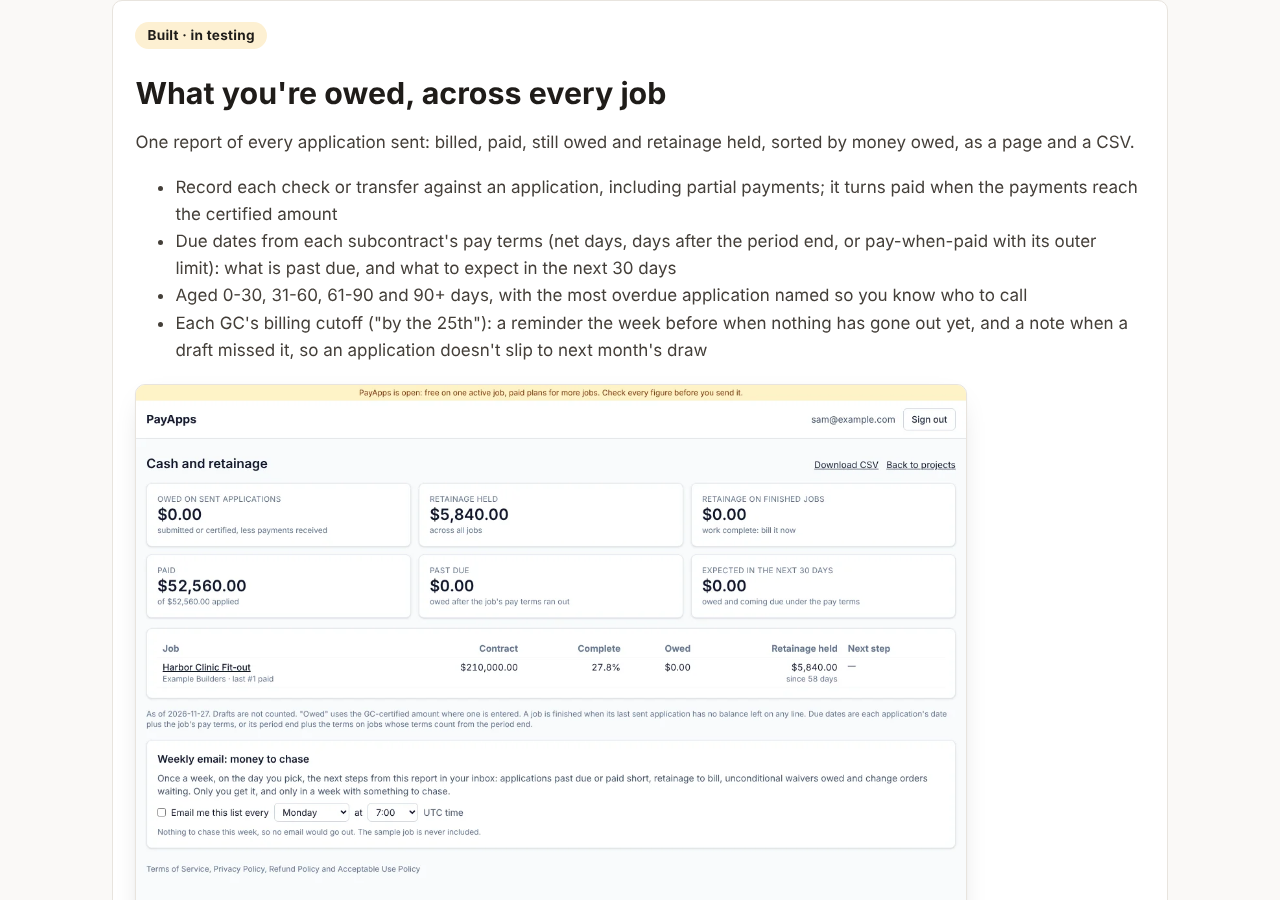 Built · in testing
What you're owed, across every job
One report of every application sent: billed, paid, still owed and retainage held, sorted by money owed, as a page and a CSV.
Record each check or transfer against an application, including partial payments; it turns paid when the payments reach
the certified amount
Due dates from each subcontract's pay terms (net days, days after the period end, or pay-when-paid with its outer
limit): what is past due, and what to expect in the next 30 days
Aged 0-30, 31-60, 61-90 and 90+ days, with the most overdue application named so you know who to call
Each GC's billing cutoff ("by the 25th"): a reminder the week before when nothing has gone out yet, and a note when a
draft missed it, so an application doesn't slip to next month's draw
PayApps is open: free on one active job, paid plans for more jobs. Check every figure before you send it.
PayApps sam@example.com Sign out
Cash and retainage Download CSV Back to projects
OWED ON SENT APPLICATIONS RETAINAGE HELD RETAINAGE ON FINISHED JOBS
$0.00 $5,840.00 $0.00
submitted or certified, less payments received across all jobs work complete: bill it now
PAID PAST DUE EXPECTED IN THE NEXT 30 DAYS
$52,560.00 $0.00 $0.00
of $52,560.00 applied owed after the job's pay terms ran out owed and coming due under the pay terms
Job Contract Complete Owed Retainage held Next step
Harbor Clinic Fit-out $210,000.00 27.8% $0.00 $5,840.00 —
Example Builders · last #1 paid since 58 days
As of 2026-11-27. Drafts are not counted. "Owed" uses the GC-certified amount where one is entered. A job is finished when its last sent application has no balance left on any line. Due dates are each application's date
plus the job's pay terms, or its period end plus the terms on jobs whose terms count from the period end.
Weekly email: money to chase
Once a week, on the day you pick, the next steps from this report in your inbox: applications past due or paid short, retainage to bill, unconditional waivers owed and change orders
waiting. Only you get it, and only in a week with something to chase.
Email me this list every Monday at 7:00 UTC time
Nothing to chase this week, so no email would go out. The sample job is never included.
Terms of Service, Privacy Policy, Refund Policy and Acceptable Use Policy